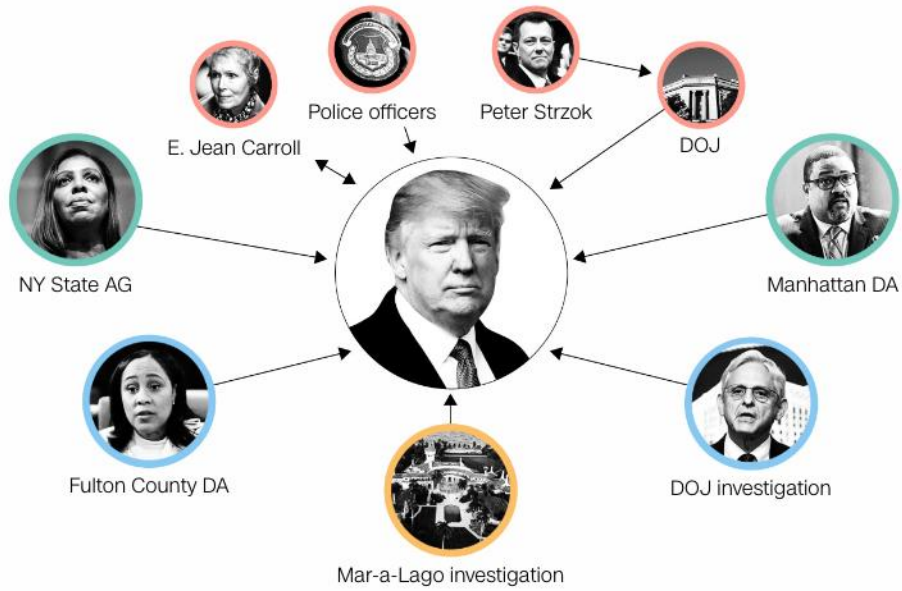 Police officers
Peter Strzok
E. Jean Carroll
DOJ
NY State AG
Manhattan DA
Fulton County DA
DOJ investigation
Mar-a-Lago investigation